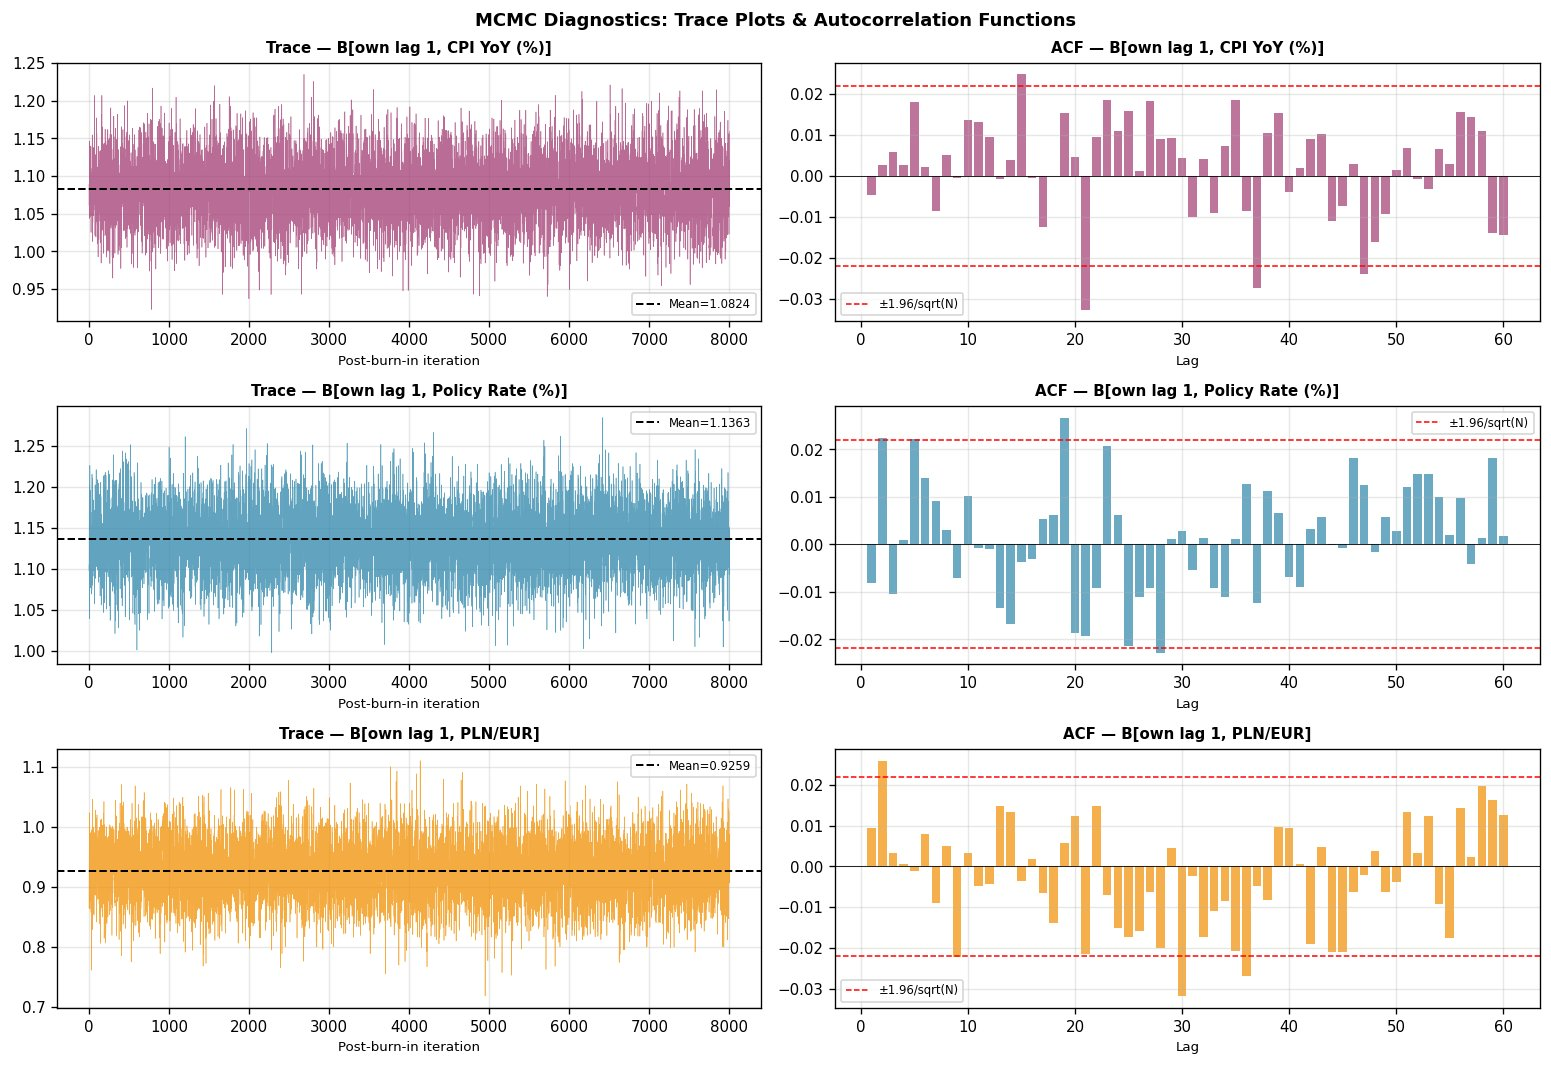 MCMC Diagnostics: Trace Plots & Autocorrelation Functions
Trace — B[own lag 1, CPI YoY (%)]
1.25
1.20
1.15
1.10
1.05
1.00
0.95
Mean=1.0824
0 1000 2000 3000 4000 5000 6000 7000 8000
Post-burn-in iteration
ACF — B[own lag 1, CPI YoY (%)]
0.02
0.01
0.00
−0.01
−0.02
−0.03
±1.96/sqrt(N)
0 10 20 30 40 50 60
Lag
Trace — B[own lag 1, Policy Rate (%)]
Mean=1.1363
1.25
1.20
1.15
1.10
1.05
1.00
0 1000 2000 3000 4000 5000 6000 7000 8000
Post-burn-in iteration
ACF — B[own lag 1, Policy Rate (%)]
±1.96/sqrt(N)
0.02
0.01
0.00
−0.01
−0.02
0 10 20 30 40 50 60
Lag
Trace — B[own lag 1, PLN/EUR]
Mean=0.9259
1.1
1.0
0.9
0.8
0.7
0 1000 2000 3000 4000 5000 6000 7000 8000
Post-burn-in iteration
ACF — B[own lag 1, PLN/EUR]
0.02
0.01
0.00
−0.01
−0.02
−0.03
±1.96/sqrt(N)
0 10 20 30 40 50 60
Lag